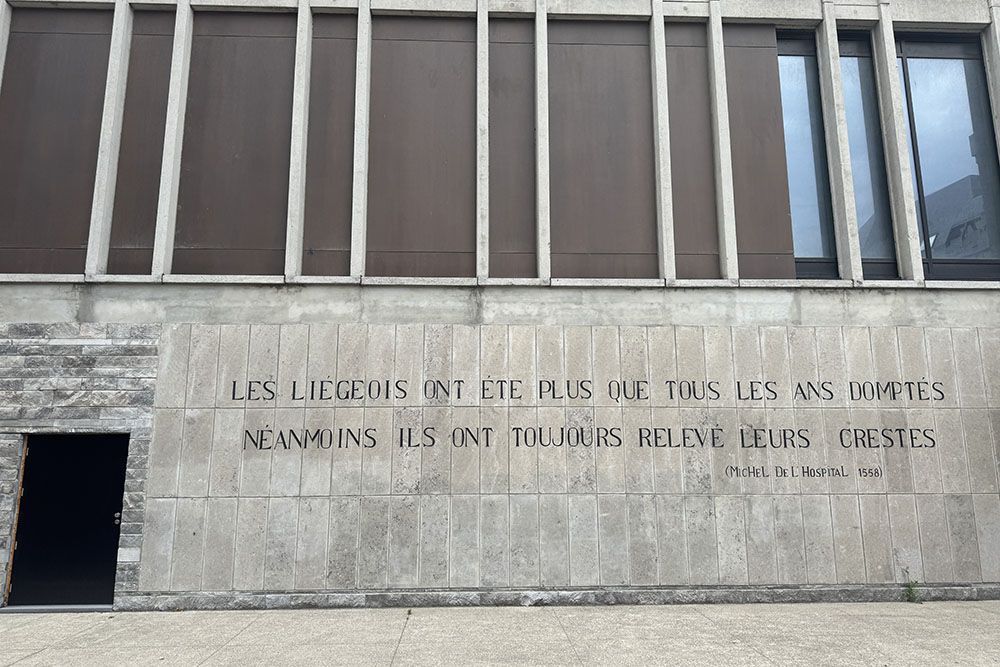 LES LIÉGEOIS ONT ÉTÉ PLUS QUE TOUS LES ANS DOMPTÉS
NÉANMOINS ILS ONT TOUJOURS RELEVÉ LEURS CRESTES
(MICHEL DE L'HOSPITAL 1558)